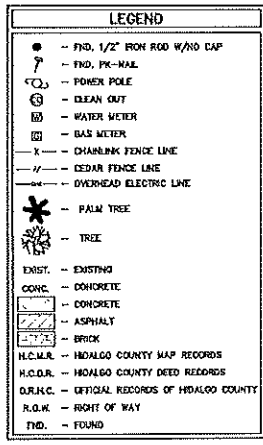 LEGEND
- FND, 1/2" IRON ROD W/NO CAP
- FND, PK-NAIL
- POWER POLE
- CLEAN OUT
- WATER METER
- GAS METER
-X- - CHAINLINK FENCE LINE
-//- - CEDAR FENCE LINE
- OVERHEAD ELECTRIC LINE
- PALM TREE
- TREE
EXIST. - EXISTING
CONC. - CONCRETE
- CONCRETE
- ASPHALT
- BRICK
H.C.M.R. - HIDALGO COUNTY MAP RECORDS
H.C.D.R. - HIDALGO COUNTY DEED RECORDS
O.R.H.C. - OFFICIAL RECORDS OF HIDALGO COUNTY
R.O.W. - RIGHT OF WAY
FND. - FOUND